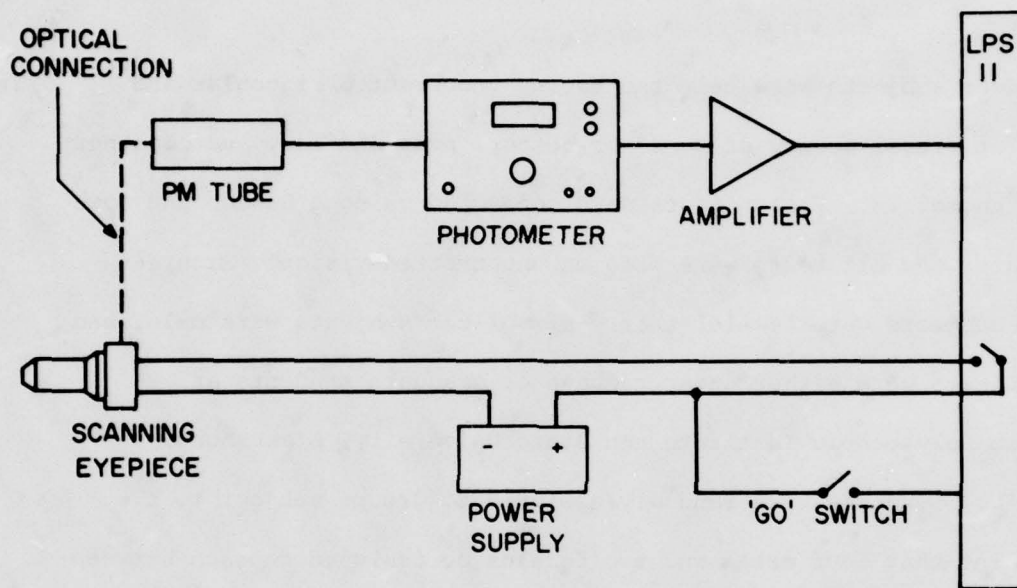 OPTICAL
CONNECTION
LPS
11
PM TUBE
PHOTOMETER
AMPLIFIER
SCANNING
EYEPIECE
- +
POWER
SUPPLY
'GO' SWITCH